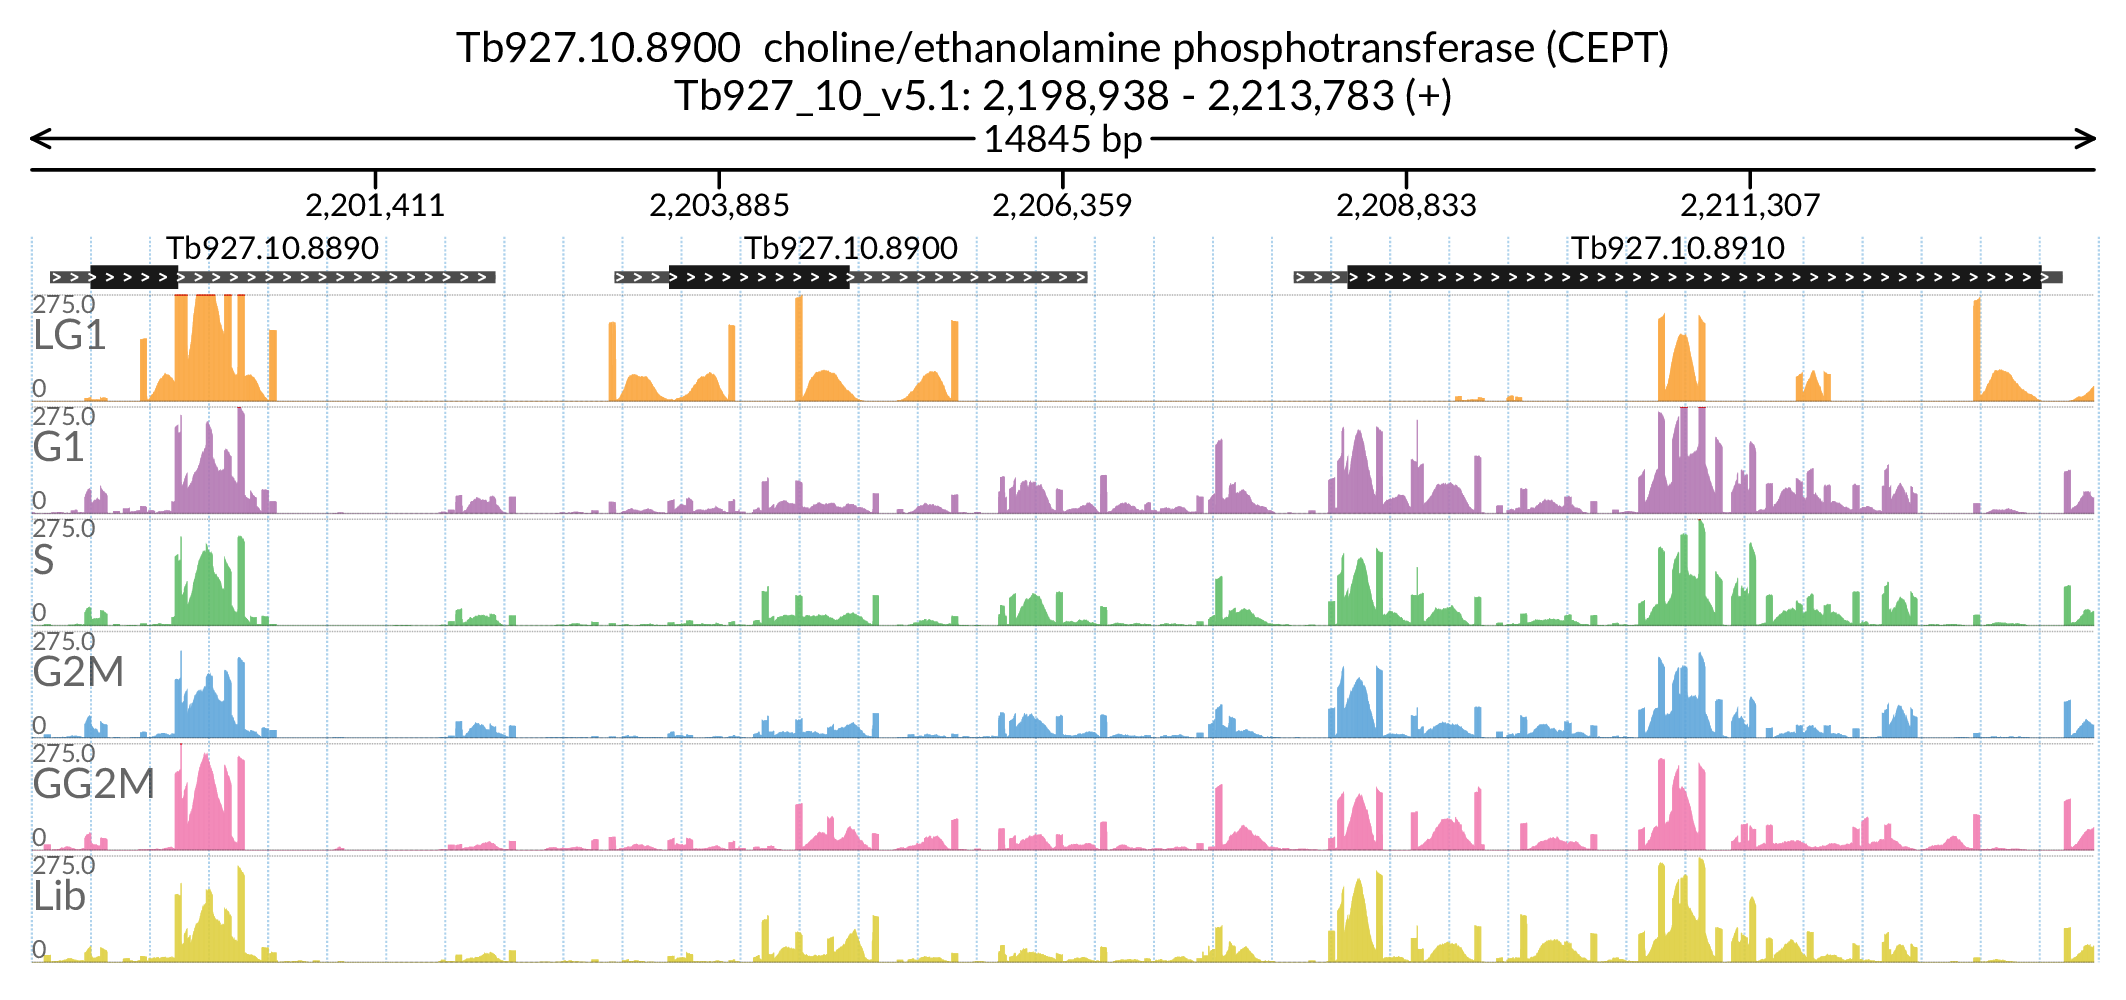 Tb927.10.8900  choline/ethanolamine phosphotransferase (CEPT)
Tb927_10_v5.1: 2,198,938 - 2,213,783 (+)
14845 bp
2,201,411 2,203,885 2,206,359 2,208,833 2,211,307
Tb927.10.8890 Tb927.10.8900 Tb927.10.8910
275.0
LG1
0
275.0
G1
0
275.0
S
0
275.0
G2M
0
275.0
GG2M
0
275.0
Lib
0